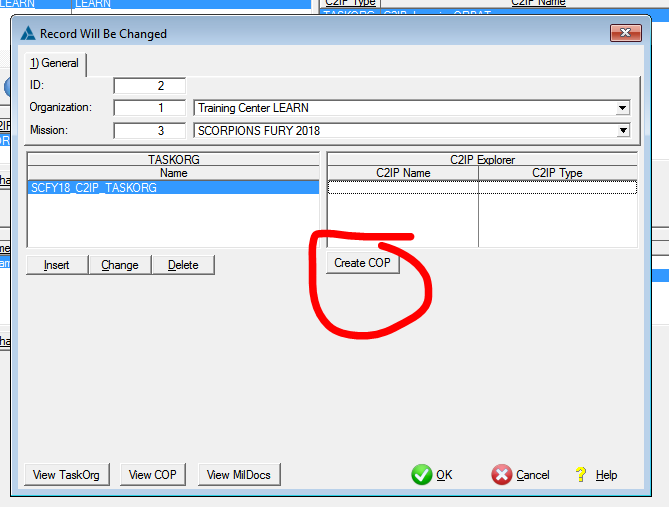 LEARN LEARN C2IP Type C2IP Name
TASKORG
Record Will Be Changed
1) General
ID: 2
Organization: 1 Training Center LEARN
Mission: 3 SCORPIONS FURY 2018
TASKORG C2IP Explorer
Name C2IP Name C2IP Type
SCFY18_C2IP_TASKORG
Insert Change Delete Create COP
View TaskOrg View COP View MilDocs OK Cancel Help